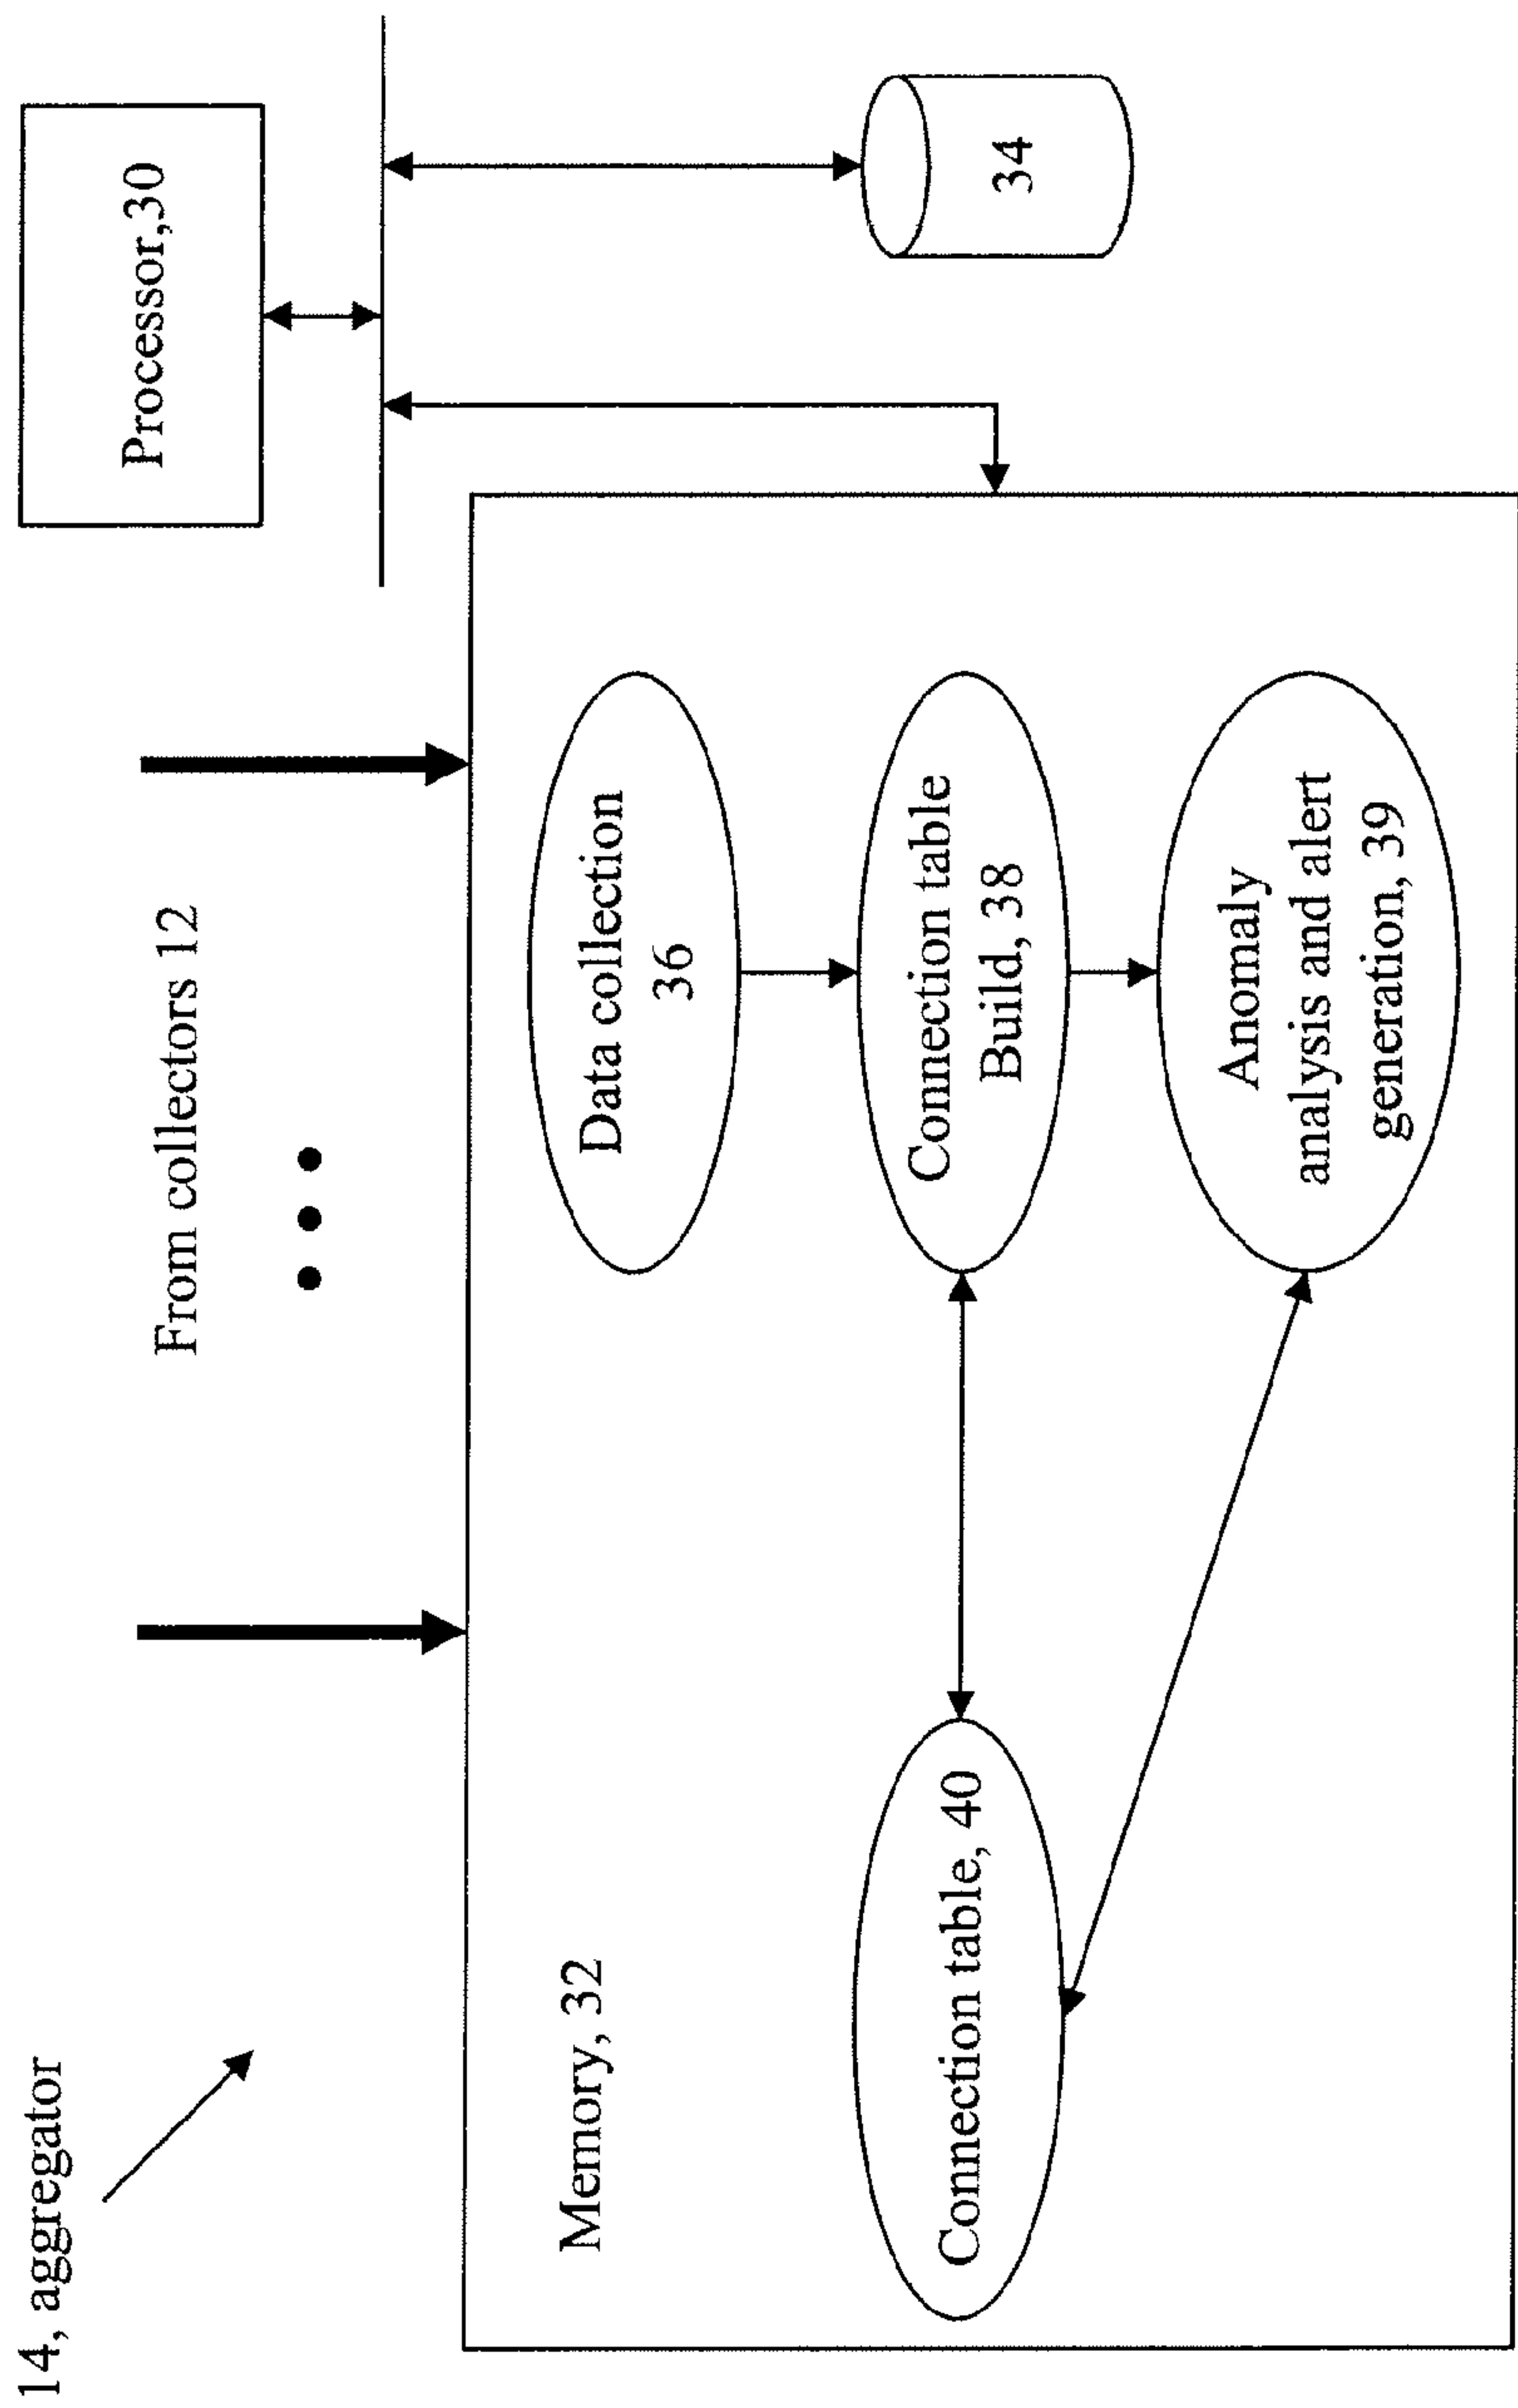 14, aggregator
From collectors 12
Processor,30
Memory, 32
Data collection
36
Connection table, 40
Connection table
Build, 38
34
Anomaly
analysis and alert
generation, 39